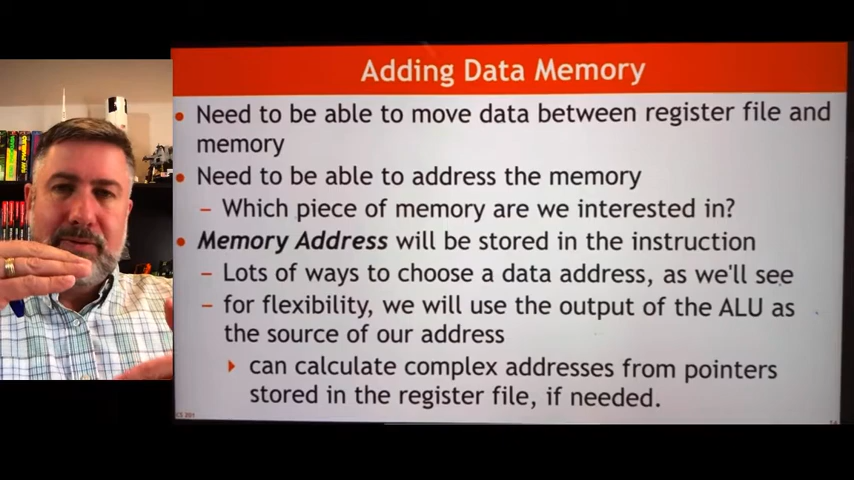 Adding Data Memory
• Need to be able to move data between register file and
memory
• Need to be able to address the memory
– Which piece of memory are we interested in?
• Memory Address will be stored in the instruction
– Lots of ways to choose a data address, as we'll see
– for flexibility, we will use the output of the ALU as
the source of our address
‣ can calculate complex addresses from pointers
stored in the register file, if needed.
CS 201